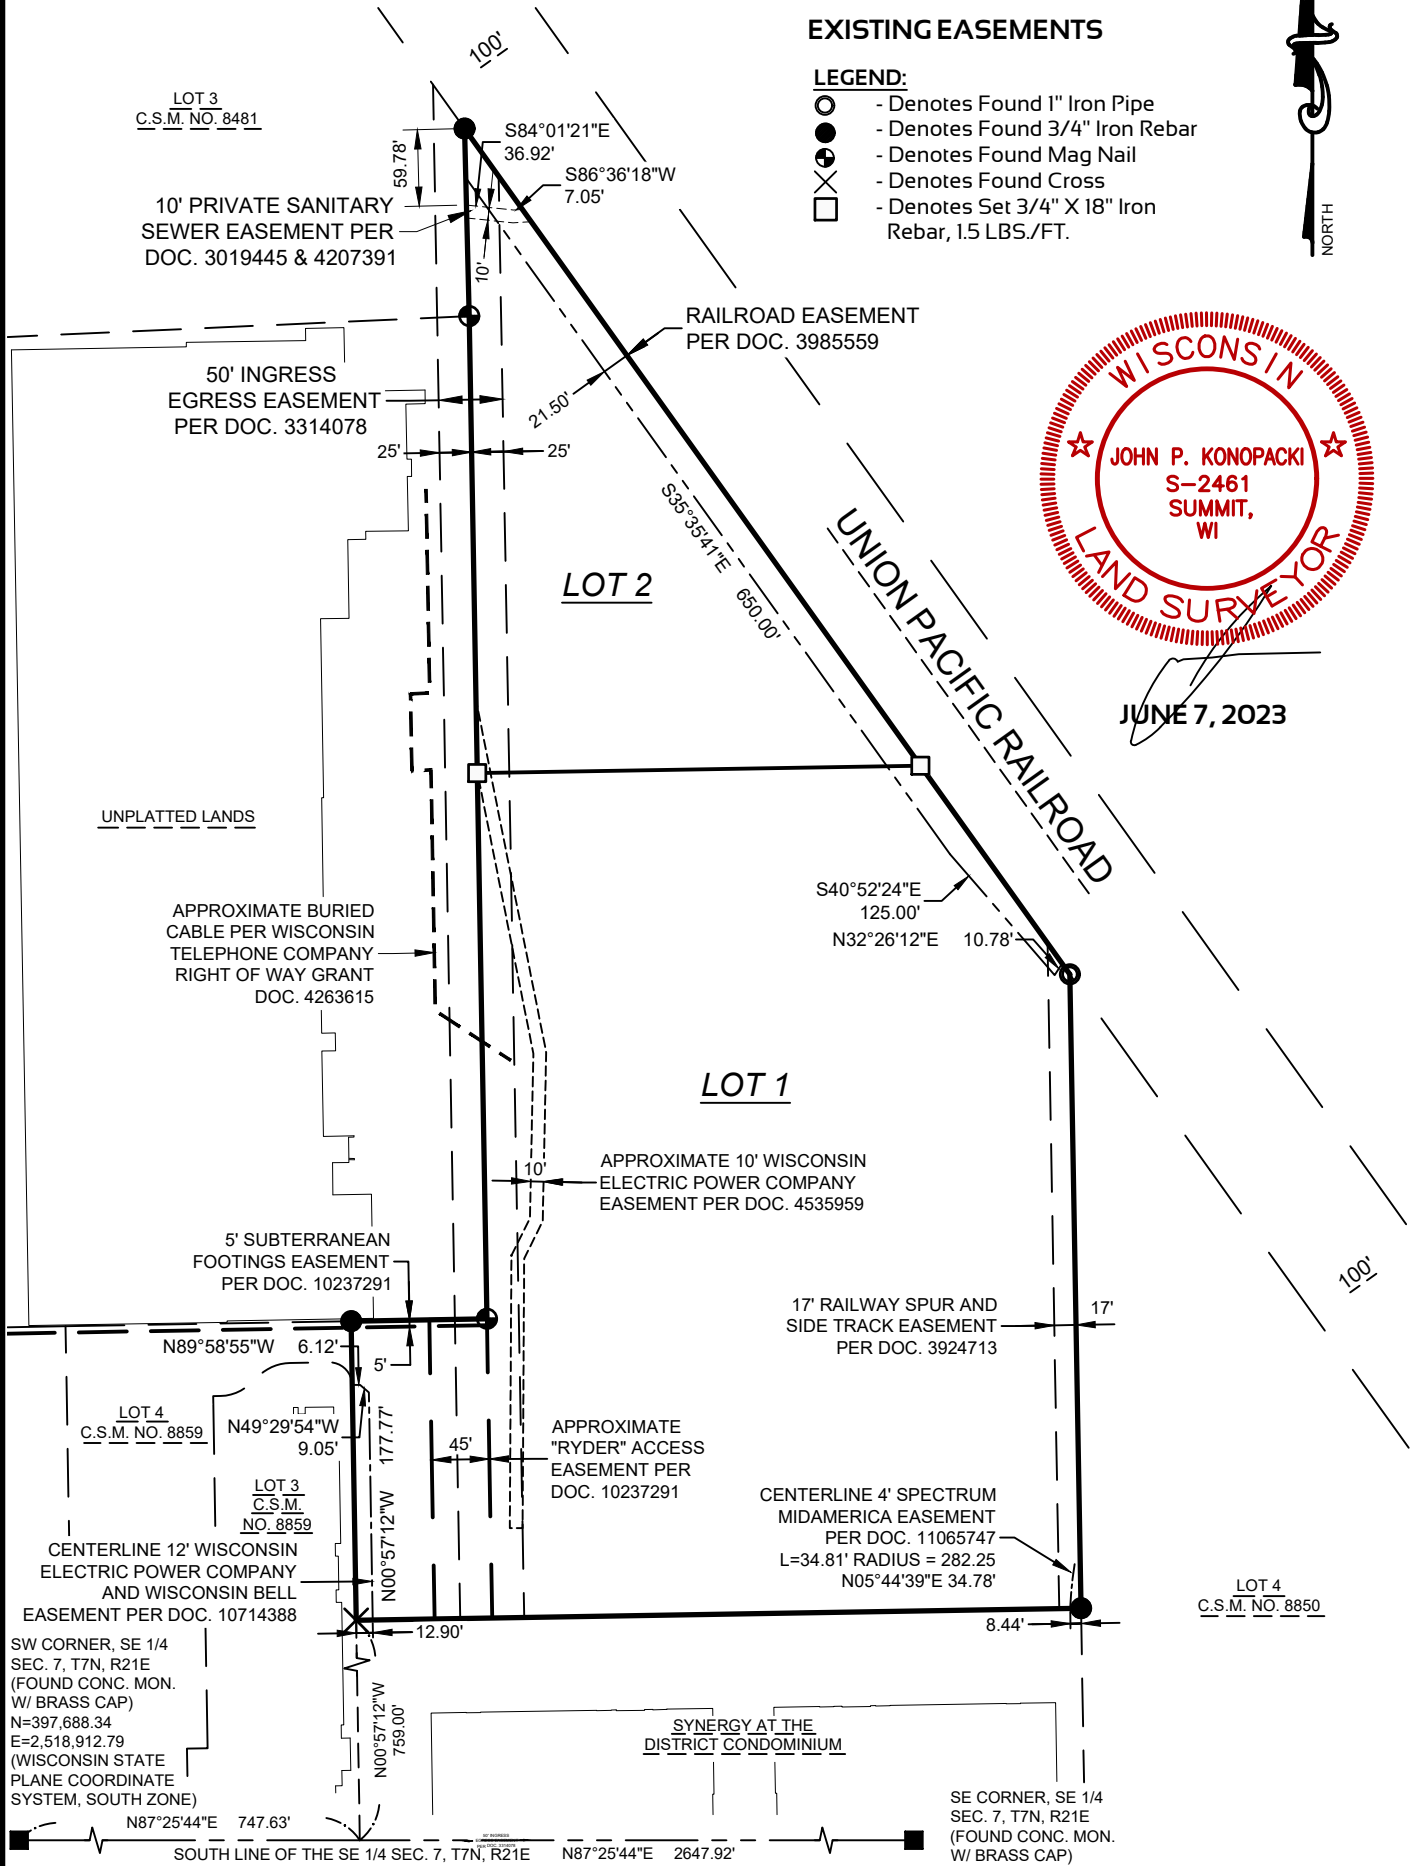 EXISTING EASEMENTS
LEGEND:
- Denotes Found 1" Iron Pipe
- Denotes Found 3/4" Iron Rebar
- Denotes Found Mag Nail
- Denotes Found Cross
- Denotes Set 3/4" X 18" Iron
Rebar, 1.5 LBS./FT.
NORTH
100'
LOT 3
C.S.M. NO. 8481
59.78'
S84°01'21"E
36.92'
S86°36'18"W
7.05'
10' PRIVATE SANITARY
SEWER EASEMENT PER
DOC. 3019445 & 4207391
10'
RAILROAD EASEMENT
PER DOC. 3985559
21.50'
50' INGRESS
EGRESS EASEMENT
PER DOC. 3314078
25'
25'
S35°35'41"E 650.00'
WISCONSIN
JOHN P. KONOPACKI
S-2461
SUMMIT,
WI
LAND SURVEYOR
JUNE 7, 2023
UNION PACIFIC RAILROAD
LOT 2
UNPLATTED LANDS
S40°52'24"E
125.00'
N32°26'12"E 10.78'
APPROXIMATE BURIED
CABLE PER WISCONSIN
TELEPHONE COMPANY
RIGHT OF WAY GRANT
DOC. 4263615
LOT 1
10'
APPROXIMATE 10' WISCONSIN
ELECTRIC POWER COMPANY
EASEMENT PER DOC. 4535959
5' SUBTERRANEAN
FOOTINGS EASEMENT
PER DOC. 10237291
100'
17' RAILWAY SPUR AND
SIDE TRACK EASEMENT
PER DOC. 3924713
17'
N89°58'55"W 6.12'
5'
LOT 4
C.S.M. NO. 8859
N49°29'54"W
9.05'
N00°57'12"W 177.77'
45'
APPROXIMATE
"RYDER" ACCESS
EASEMENT PER
DOC. 10237291
LOT 3
C.S.M.
NO. 8859
CENTERLINE 4' SPECTRUM
MIDAMERICA EASEMENT
PER DOC. 11065747
L=34.81' RADIUS = 282.25
N05°44'39"E 34.78'
CENTERLINE 12' WISCONSIN
ELECTRIC POWER COMPANY
AND WISCONSIN BELL
EASEMENT PER DOC. 10714388
LOT 4
C.S.M. NO. 8850
12.90'
8.44'
SW CORNER, SE 1/4
SEC. 7, T7N, R21E
(FOUND CONC. MON.
W/ BRASS CAP)
N=397,688.34
E=2,518,912.79
(WISCONSIN STATE
PLANE COORDINATE
SYSTEM, SOUTH ZONE)
N00°57'12"W
759.00'
SYNERGY AT THE
DISTRICT CONDOMINIUM
SE CORNER, SE 1/4
SEC. 7, T7N, R21E
(FOUND CONC. MON.
W/ BRASS CAP)
N87°25'44"E 747.63'
SOUTH LINE OF THE SE 1/4 SEC. 7, T7N, R21E N87°25'44"E 2647.92'